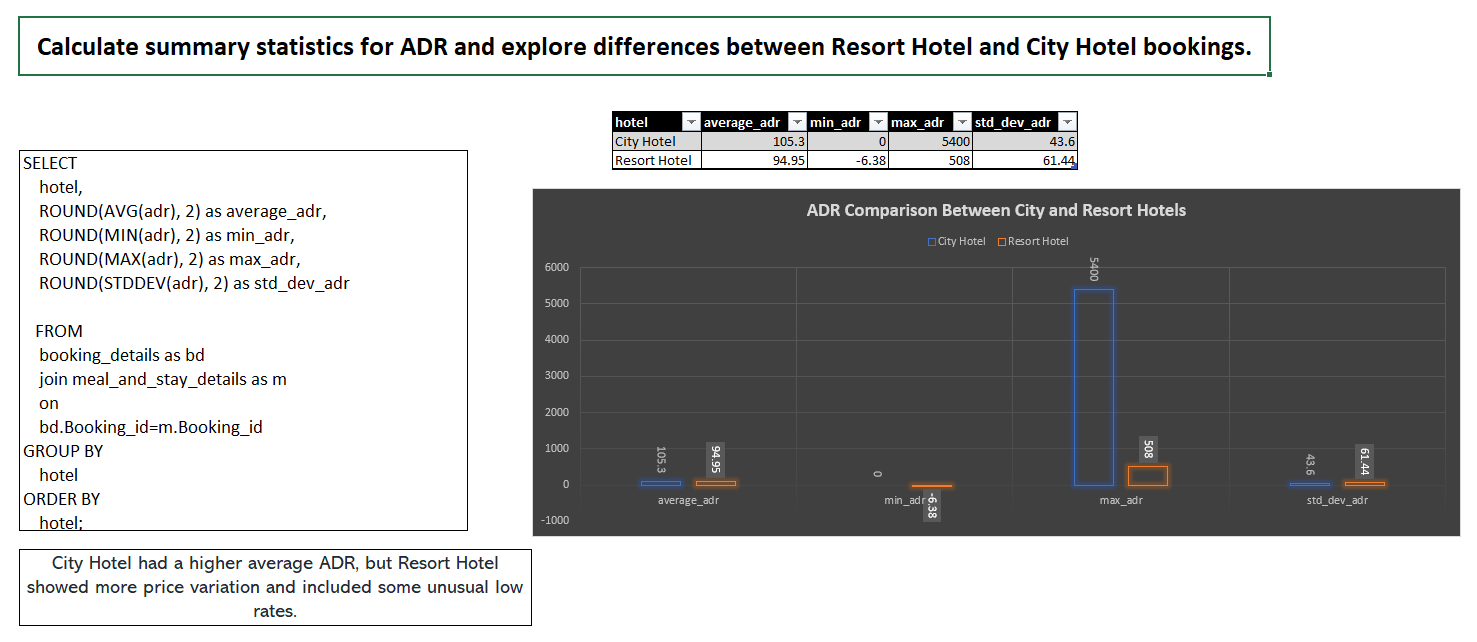 Calculate summary statistics for ADR and explore differences between Resort Hotel and City Hotel bookings.
hotel average_adr min_adr max_adr std_dev_adr
City Hotel 105.3 0 5400 43.6
Resort Hotel 94.95 -6.38 508 61.44
SELECT
hotel,
ROUND(AVG(adr), 2) as average_adr,
ROUND(MIN(adr), 2) as min_adr,
ROUND(MAX(adr), 2) as max_adr,
ROUND(STDDEV(adr), 2) as std_dev_adr
FROM
booking_details as bd
join meal_and_stay_details as m
on
bd.Booking_id=m.Booking_id
GROUP BY
hotel
ORDER BY
hotel;
ADR Comparison Between City and Resort Hotels
City Hotel Resort Hotel
6000
5000
4000
3000
2000
1000
0
-1000
105.3
94.95
0
-6.38
5400
508
43.6
61.44
average_adr min_adr max_adr std_dev_adr
City Hotel had a higher average ADR, but Resort Hotel
showed more price variation and included some unusual low
rates.